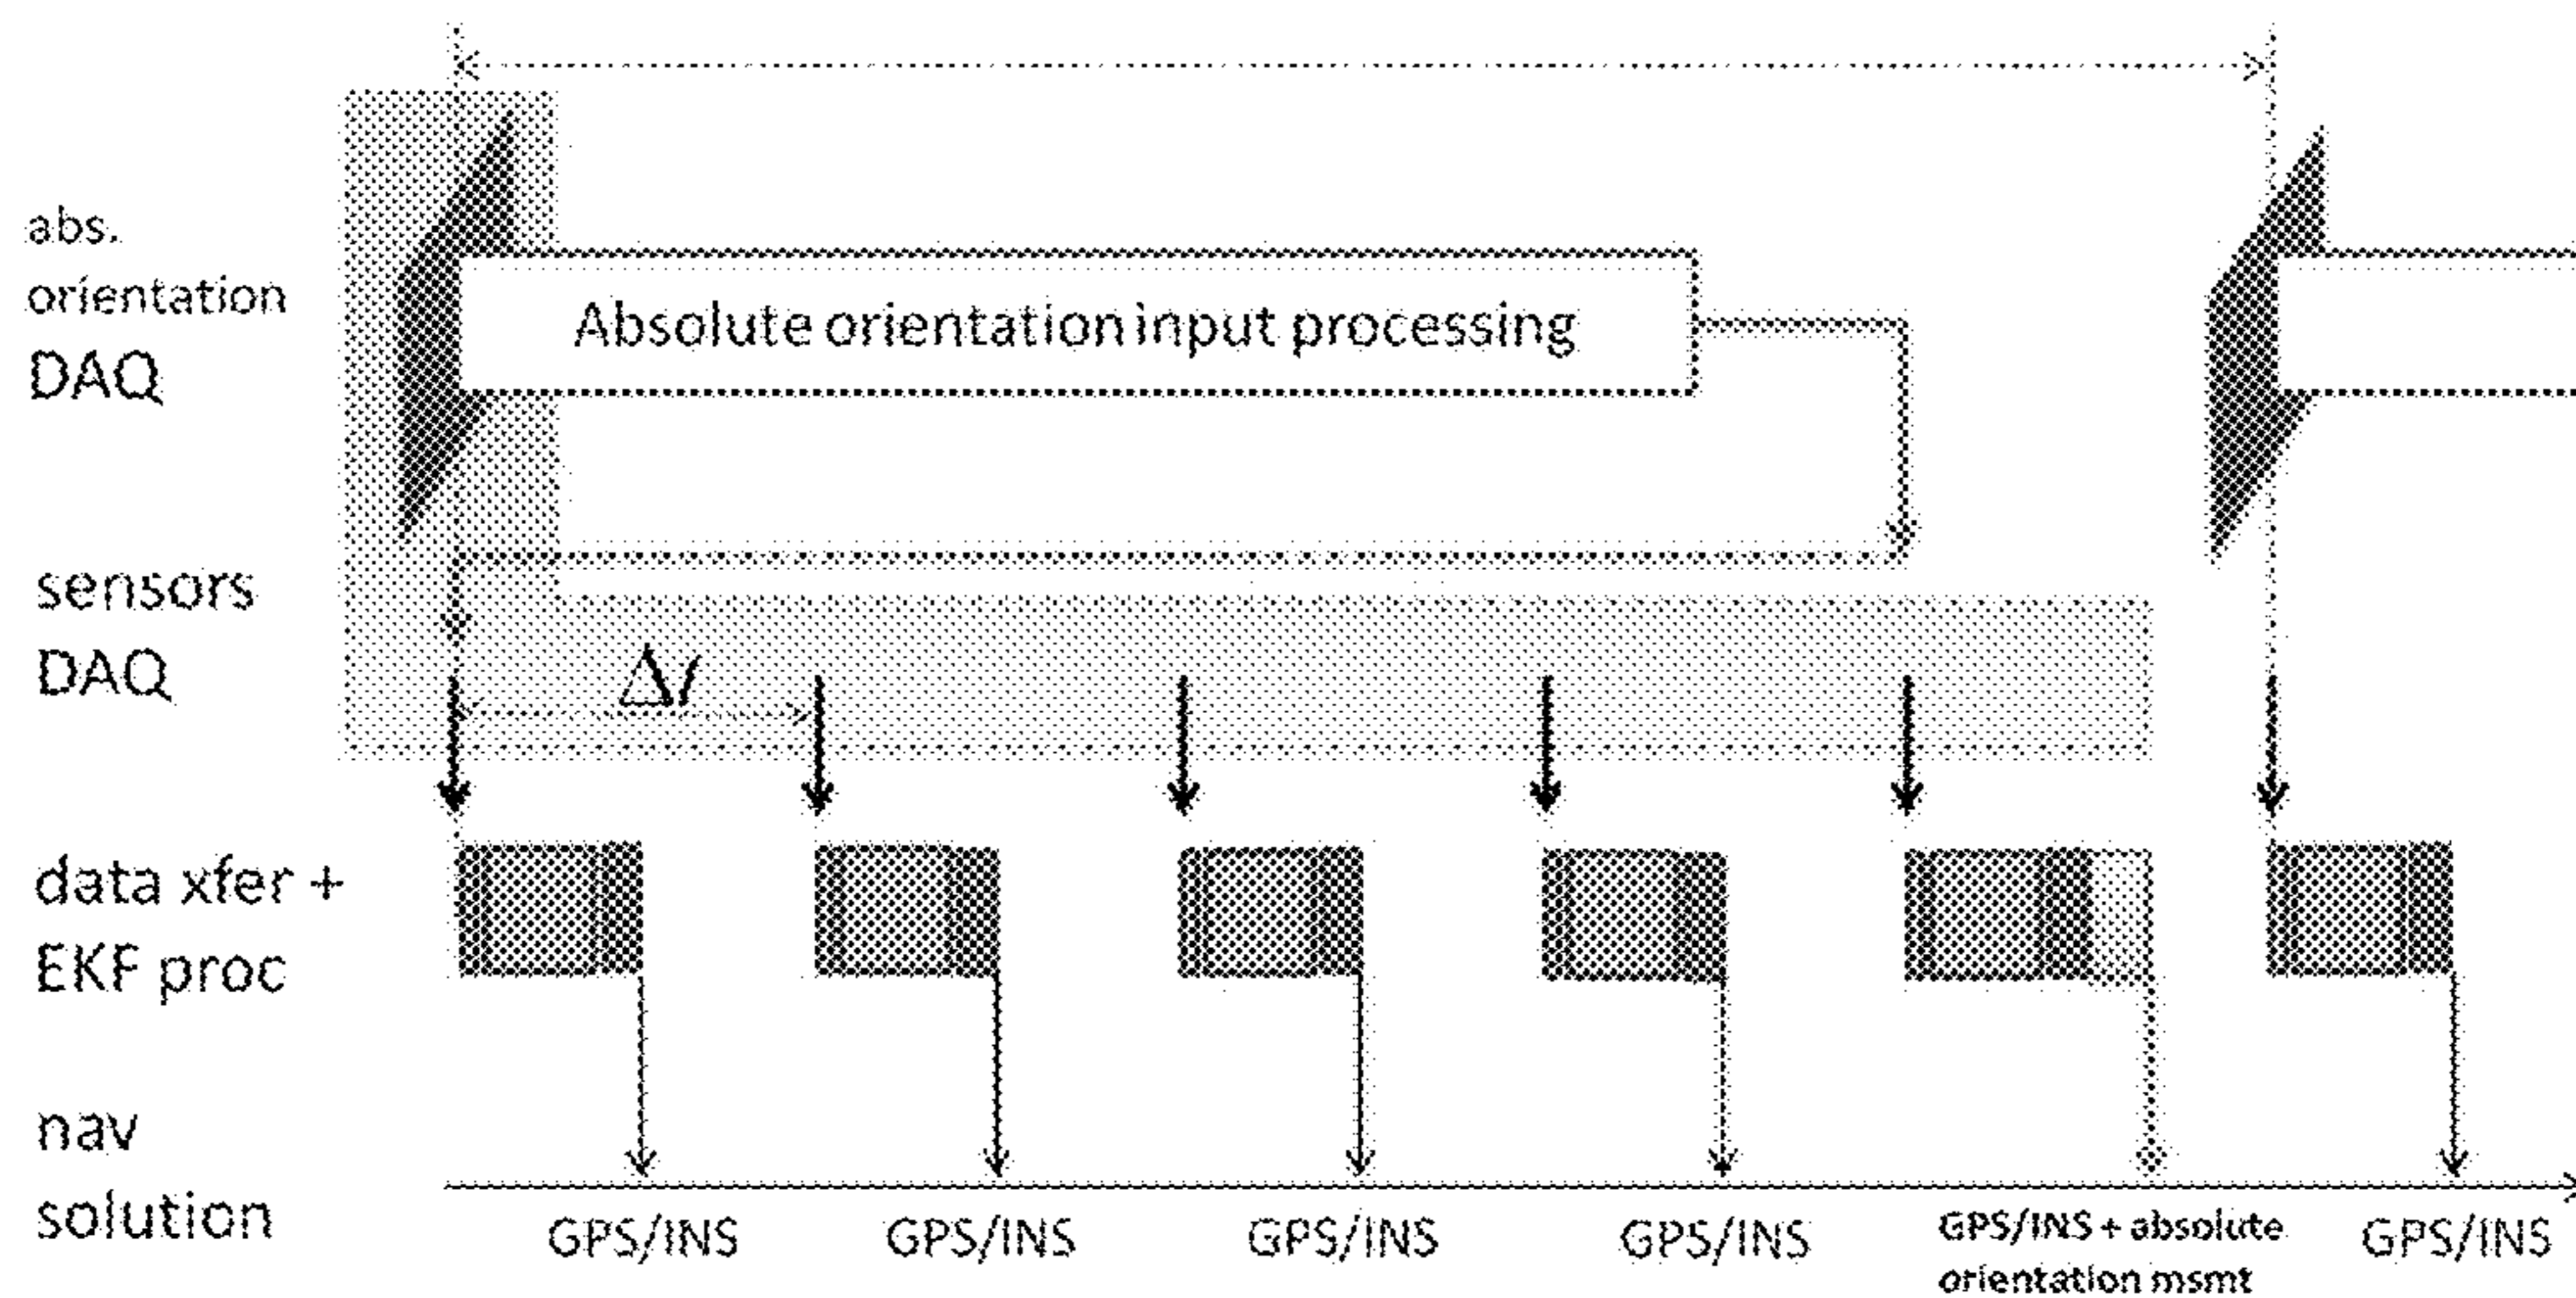 abs.
orientation
DAQ
Absolute orientation input processing
sensors
DAQ
Δt
data xfer +
EKF proc
nav
solution
GPS/INS
GPS/INS
GPS/INS
GPS/INS
GPS/INS + absolute
orientation msmt
GPS/INS